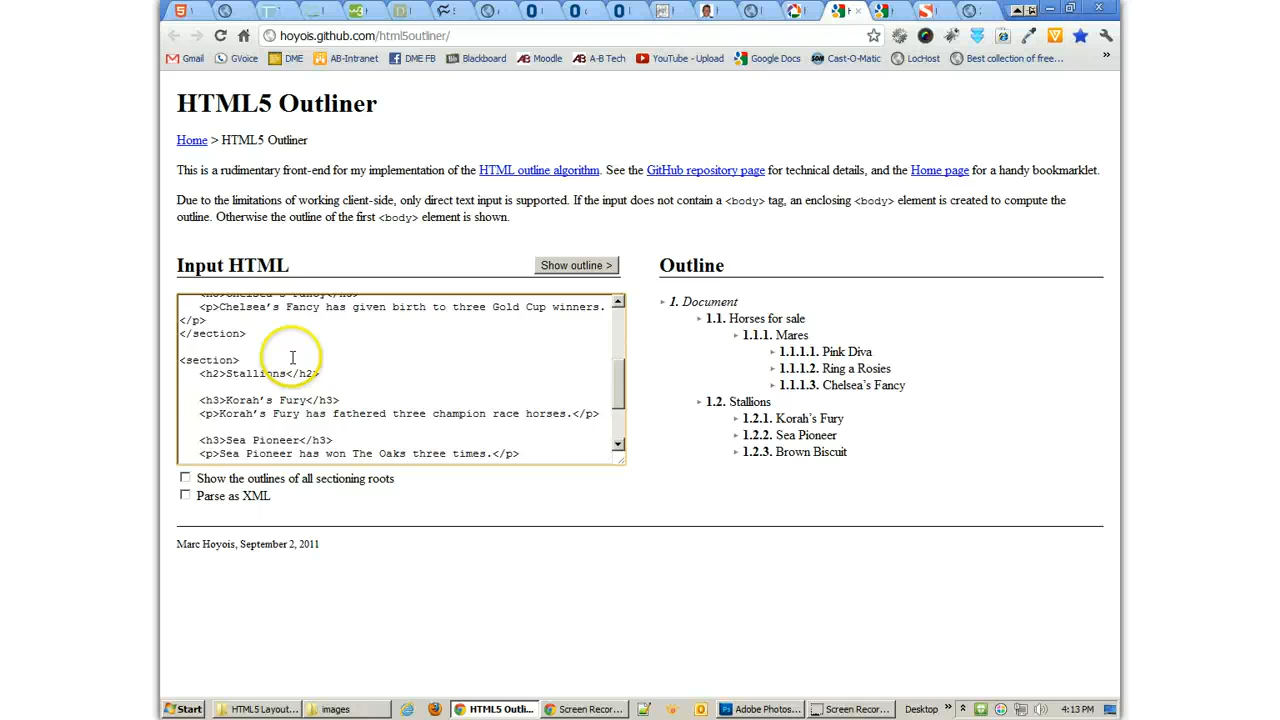 hoyois.github.com/html5outliner/
Gmail GVoice DME AB-Intranet DME FB Blackboard Moodle A-B Tech YouTube - Upload Google Docs Cast-O-Matic LocHost Best collection of free... »
HTML5 Outliner
Home > HTML5 Outliner
This is rudimentary front-end for my implementation of the HTML outline algorithm. See the GitHub repository page for technical details, and the Home page for a handy bookmarklet.
Due to the limitations of working client-side, only direct text input is supported. If the input does not contain a <body> tag, an enclosing <body> element is created to compute the
outline. Otherwise the outline of the first <body> element is shown.
Input HTML
Show outline >
<p>Chelsea's Fancy has given birth to three Gold Cup winners.
</p>
</section>
<section>
<h2>Stallions</h2>
<h3>Korah's Fury</h3>
<p>Korah's Fury has fathered three champion race horses.</p>
<h3>Sea Pioneer</h3>
<p>Sea Pioneer has won The Oaks three times.</p>
Show the outlines of all sectioning roots
Parse as XML
Outline
1. Document
1.1. Horses for sale
1.1.1. Mares
1.1.1.1. Pink Diva
1.1.1.2. Ring a Rosies
1.1.1.3. Chelsea's Fancy
1.2. Stallions
1.2.1. Korah's Fury
1.2.2. Sea Pioneer
1.2.3. Brown Biscuit
Marc Hoyois, September 2, 2011
Start HTML5 Layout... images HTML5 Outli... Screen Recor... Adobe Photos... Screen Recor... Desktop » 4:13 PM